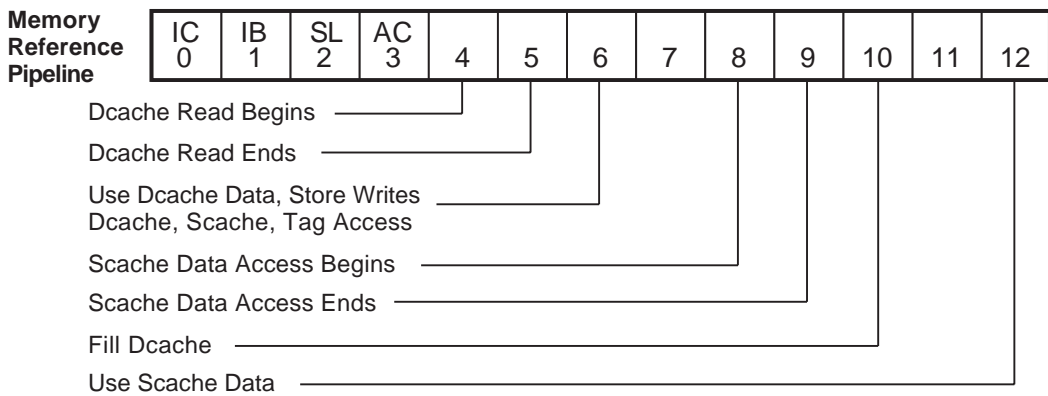 Memory
Reference
Pipeline
IC IB SL AC
0 1 2 3 4 5 6 7 8 9 10 11 12
Dcache Read Begins
Dcache Read Ends
Use Dcache Data, Store Writes
Dcache, Scache, Tag Access
Scache Data Access Begins
Scache Data Access Ends
Fill Dcache
Use Scache Data